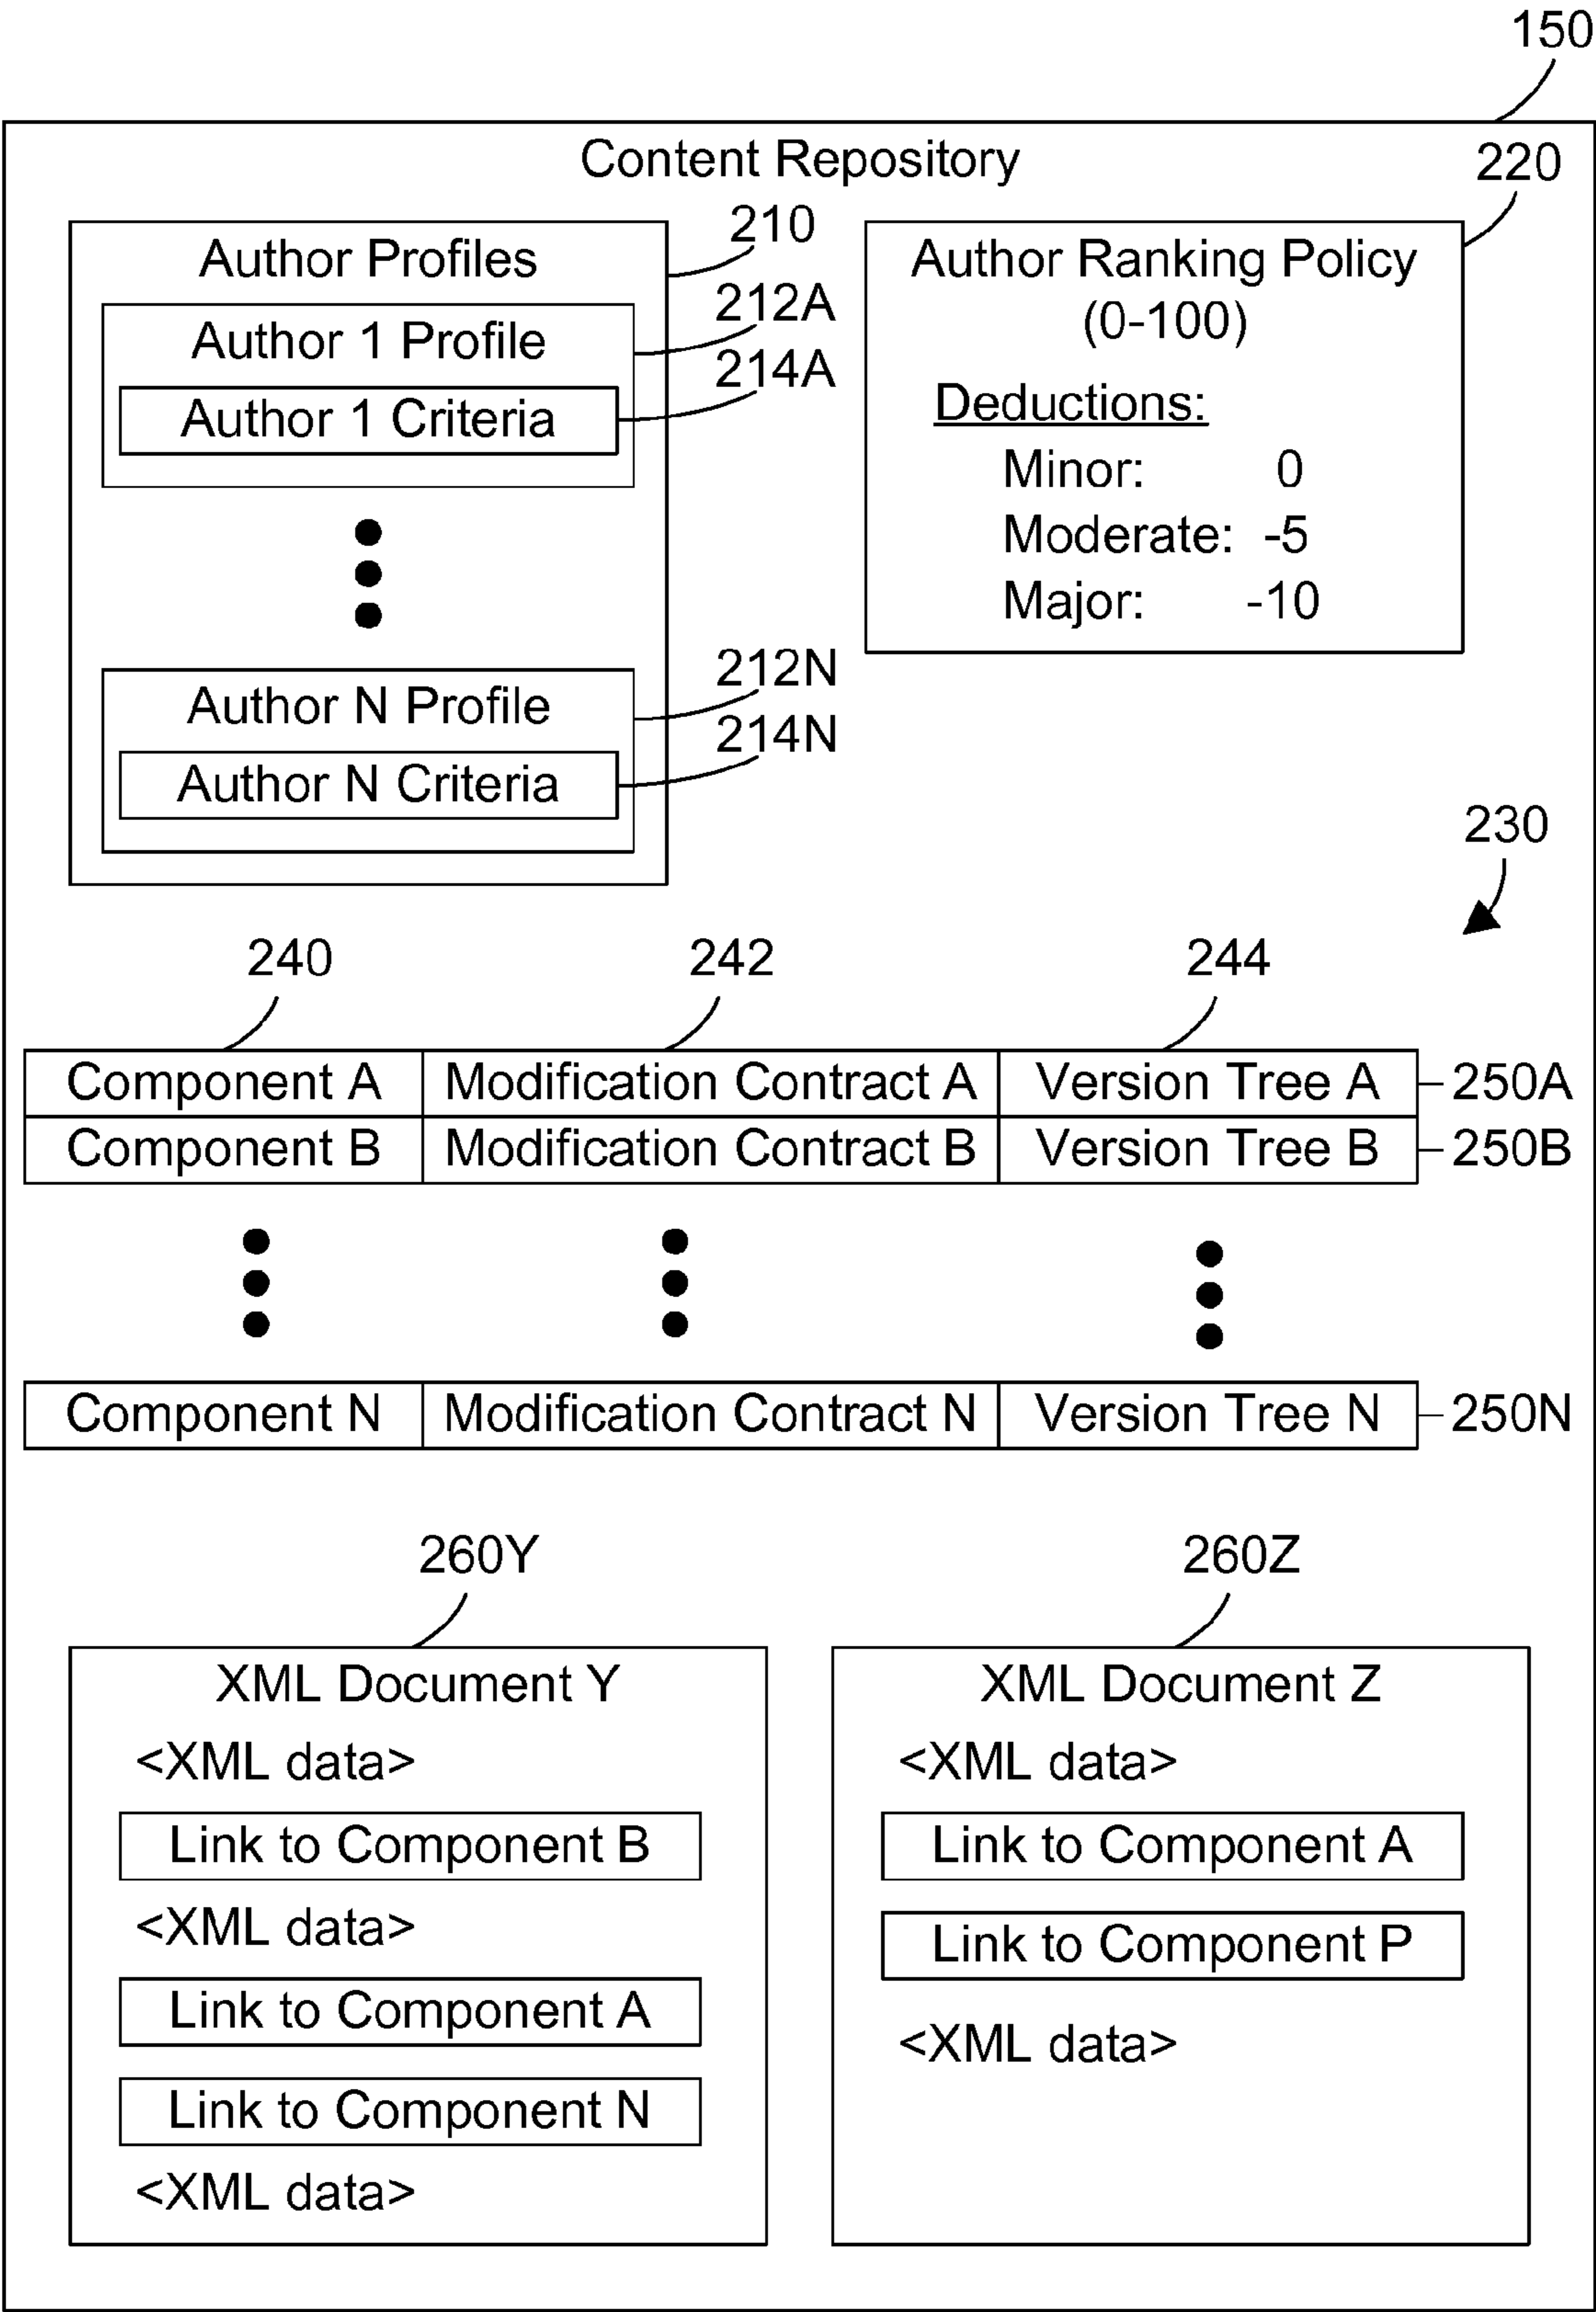 150
Content Repository
220
210
Author Profiles
212A
Author 1 Profile
214A
Author 1 Criteria
Author Ranking Policy
(0-100)
Deductions:
Minor: 0
Moderate: -5
Major: -10
212N
Author N Profile
214N
Author N Criteria
230
240 242 244
Component A Modification Contract A Version Tree A 250A
Component B Modification Contract B Version Tree B 250B
Component N Modification Contract N Version Tree N 250N
260Y
XML Document Y
<XML data>
Link to Component B
<XML data>
Link to Component A
Link to Component N
<XML data>
260Z
XML Document Z
<XML data>
Link to Component A
Link to Component P
<XML data>